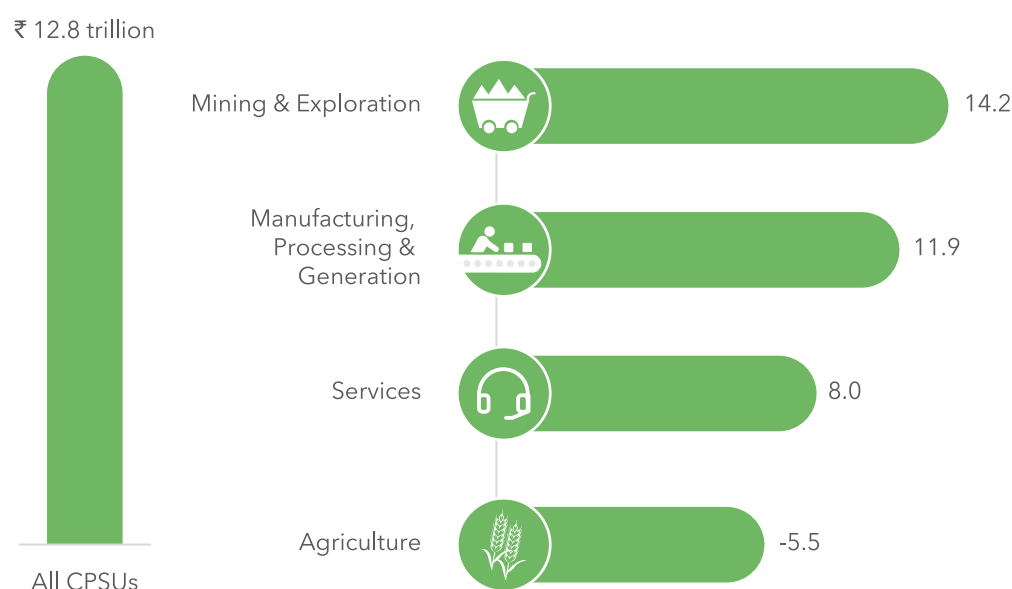 ₹ 12.8 trillion
All CPSUs
Mining & Exploration
14.2
Manufacturing,
Processing &
Generation
11.9
Services
8.0
Agriculture
-5.5